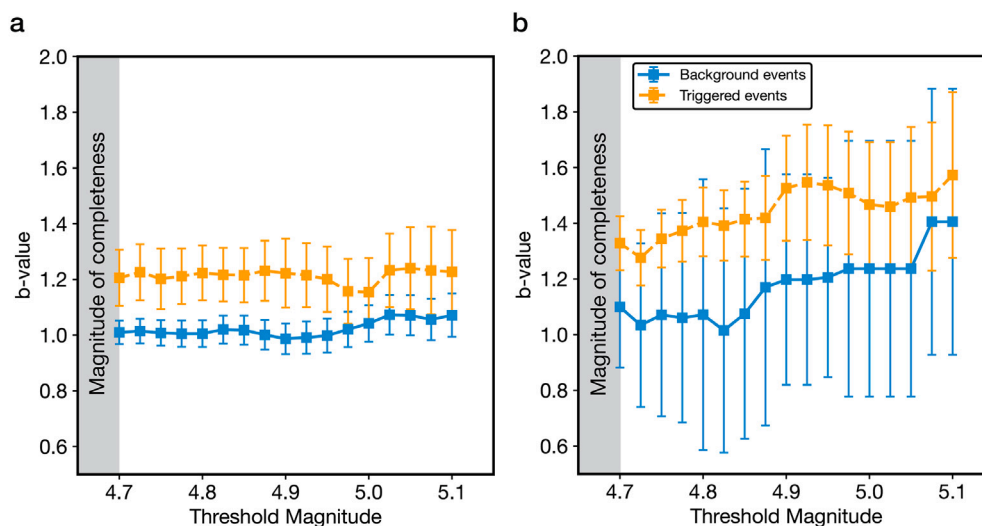 a
2.0
1.8
1.6
1.4
1.2
1.0
0.8
0.6
b-value
Magnitude of completeness
4.7 4.8 4.9 5.0 5.1
Threshold Magnitude
b
2.0
1.8
1.6
1.4
1.2
1.0
0.8
0.6
b-value
Magnitude of completeness
Background events
Triggered events
4.7 4.8 4.9 5.0 5.1
Threshold Magnitude